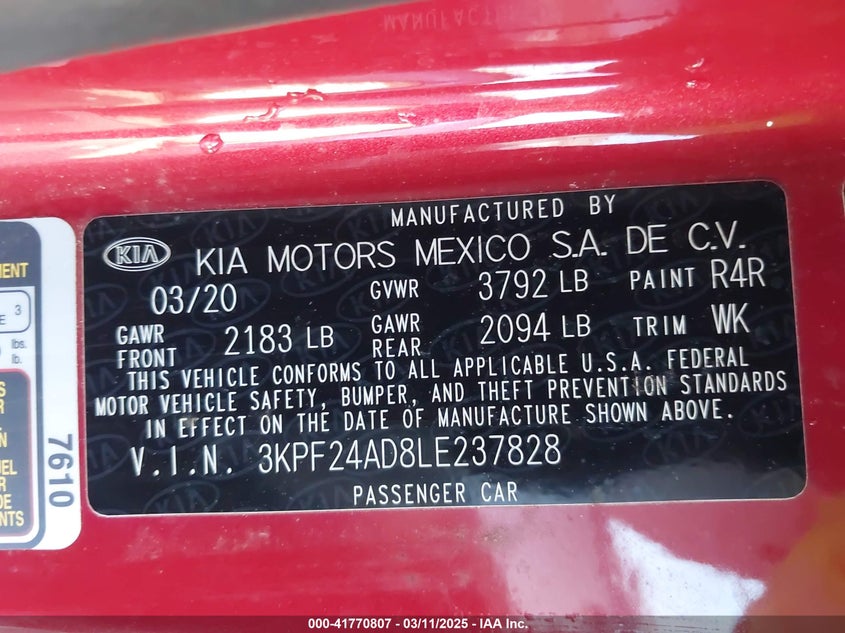 MANUFACTURED BY
KIA KIA MOTORS MEXICO S.A. DE C.V.
03/20 GVWR 3792 LB PAINT R4R
GAWR FRONT 2183 LB GAWR REAR 2094 LB TRIM WK
THIS VEHICLE CONFORMS TO ALL APPLICABLE U.S.A. FEDERAL
MOTOR VEHICLE SAFETY, BUMPER, AND THEFT PREVENTION STANDARDS
IN EFFECT ON THE DATE OF MANUFACTURE SHOWN ABOVE.
V.I.N. 3KPF24AD8LE237828
PASSENGER CAR
3
lbs.
lb.
7610
000-41770807 - 03/11/2025 - IAA Inc.